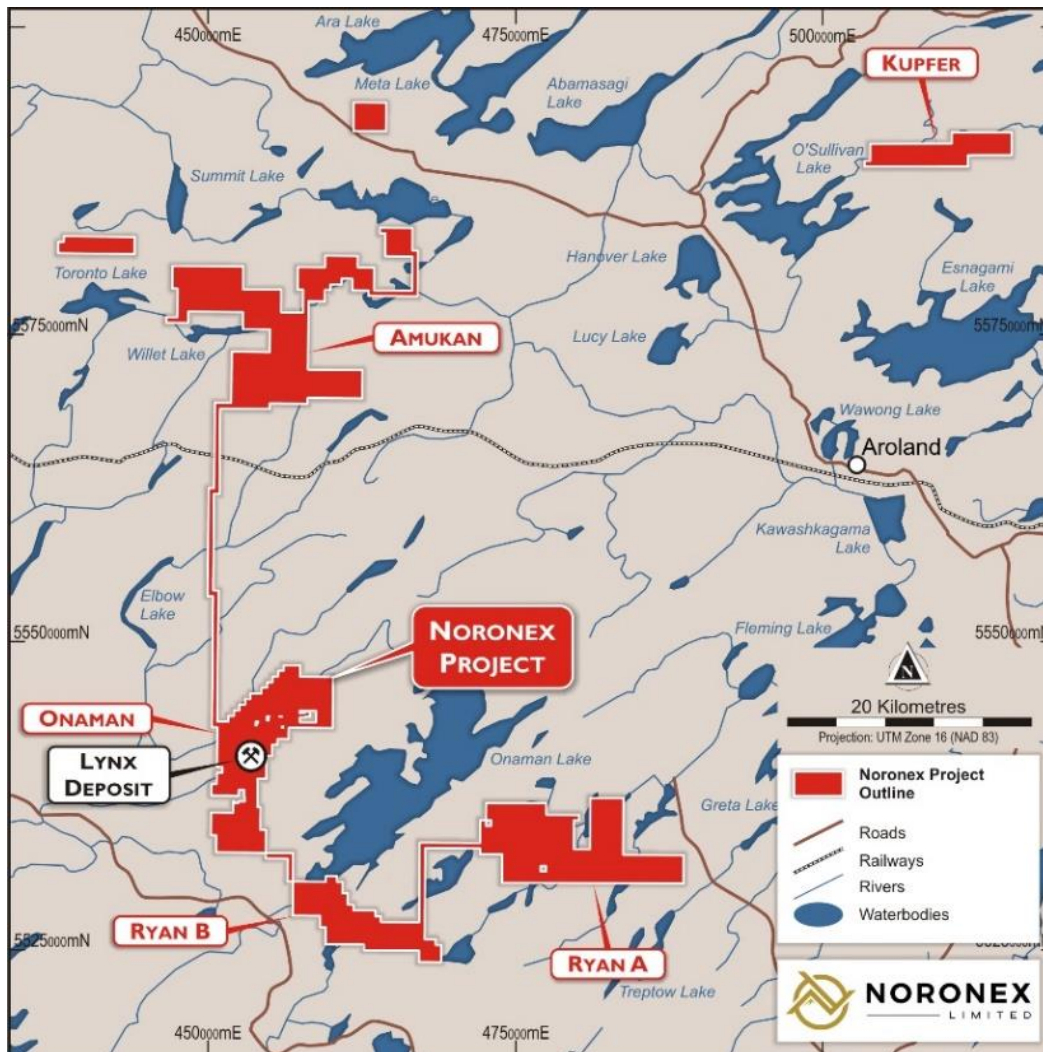 450000mE
475000mE
500000mE
Ara Lake
Meta Lake
Abamasagi
Lake
KUPFER
O'Sullivan
Lake
Summit Lake
Toronto Lake
Hanover Lake
Esnagami
Lake
5575000mN
5575000mN
Willet Lake
AMUKAN
Lucy Lake
Wawong Lake
Aroland
Kawashkagama
Lake
Elbow
Lake
5550000mN
5550000mN
Fleming Lake
NORONEX
PROJECT
N
20 Kilometres
Projection: UTM Zone 16 (NAD 83)
ONAMAN
LYNX
DEPOSIT
Onaman Lake
Greta Lake
Noronex Project
Outline
Roads
Railways
Rivers
Waterbodies
RYAN B
5525000mN
RYAN A
Treptow Lake
NORONEX
LIMITED
450000mE
475000mE